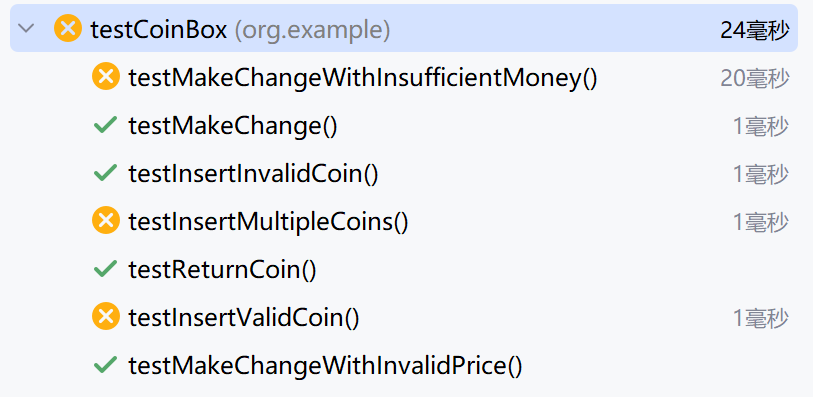 testCoinBox (org.example) 24毫秒
testMakeChangeWithInsufficientMoney() 20毫秒
testMakeChange() 1毫秒
testInsertInvalidCoin() 1毫秒
testInsertMultipleCoins() 1毫秒
testReturnCoin()
testInsertValidCoin() 1毫秒
testMakeChangeWithInvalidPrice()